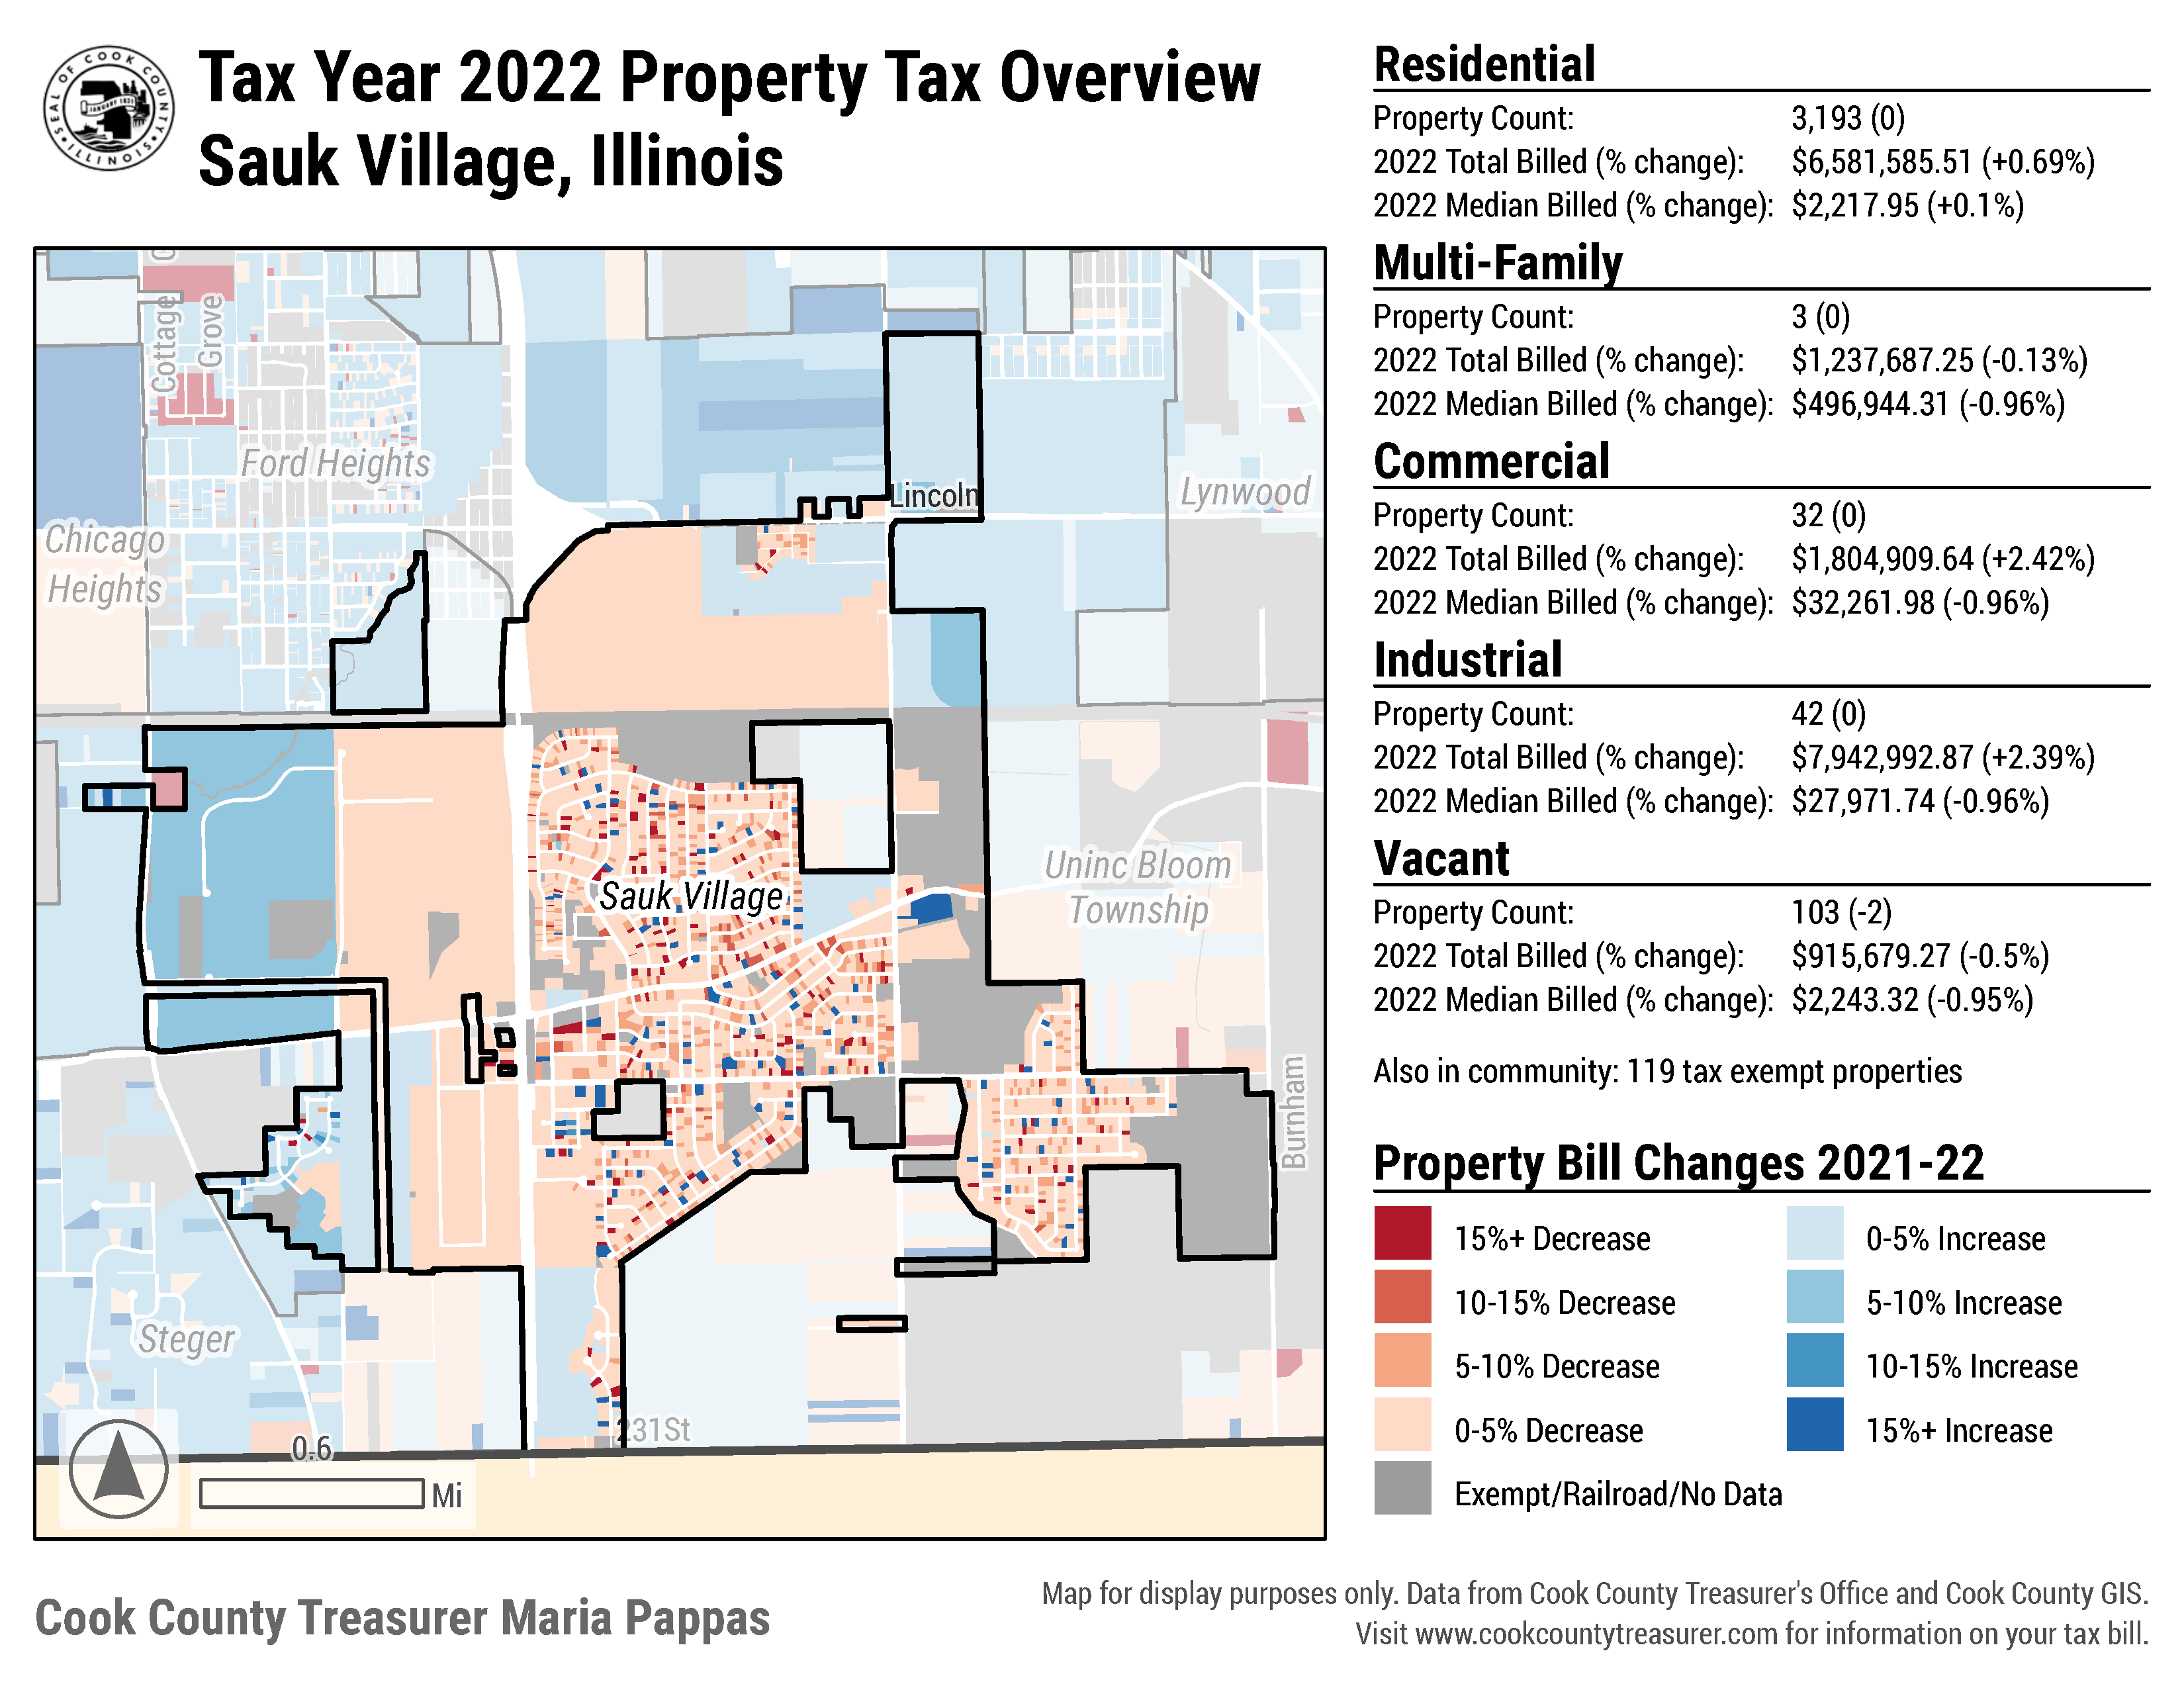 SEAL OF COOK COUNTY
JANUARY 1831
ILLINOIS
Tax Year 2022 Property Tax Overview
Sauk Village, Illinois
Residential
Property Count: 3,193 (0)
2022 Total Billed (% change): $6,581,585.51 (+0.69%)
2022 Median Billed (% change): $2,217.95 (+0.1%)
Multi-Family
Property Count: 3 (0)
2022 Total Billed (% change): $1,237,687.25 (-0.13%)
2022 Median Billed (% change): $496,944.31 (-0.96%)
Commercial
Property Count: 32 (0)
2022 Total Billed (% change): $1,804,909.64 (+2.42%)
2022 Median Billed (% change): $32,261.98 (-0.96%)
Industrial
Property Count: 42 (0)
2022 Total Billed (% change): $7,942,992.87 (+2.39%)
2022 Median Billed (% change): $27,971.74 (-0.96%)
Vacant
Property Count: 103 (-2)
2022 Total Billed (% change): $915,679.27 (-0.5%)
2022 Median Billed (% change): $2,243.32 (-0.95%)
Also in community: 119 tax exempt properties
Property Bill Changes 2021-22
15%+ Decrease
10-15% Decrease
5-10% Decrease
0-5% Decrease
Exempt/Railroad/No Data
0-5% Increase
5-10% Increase
10-15% Increase
15%+ Increase
Cottage
Grove
Ford Heights
Chicago
Heights
Lincoln
Lynwood
Sauk Village
Uninc Bloom
Township
Burnham
Steger
231St
0.6
Mi
Cook County Treasurer Maria Pappas
Map for display purposes only. Data from Cook County Treasurer's Office and Cook County GIS.
Visit www.cookcountytreasurer.com for information on your tax bill.